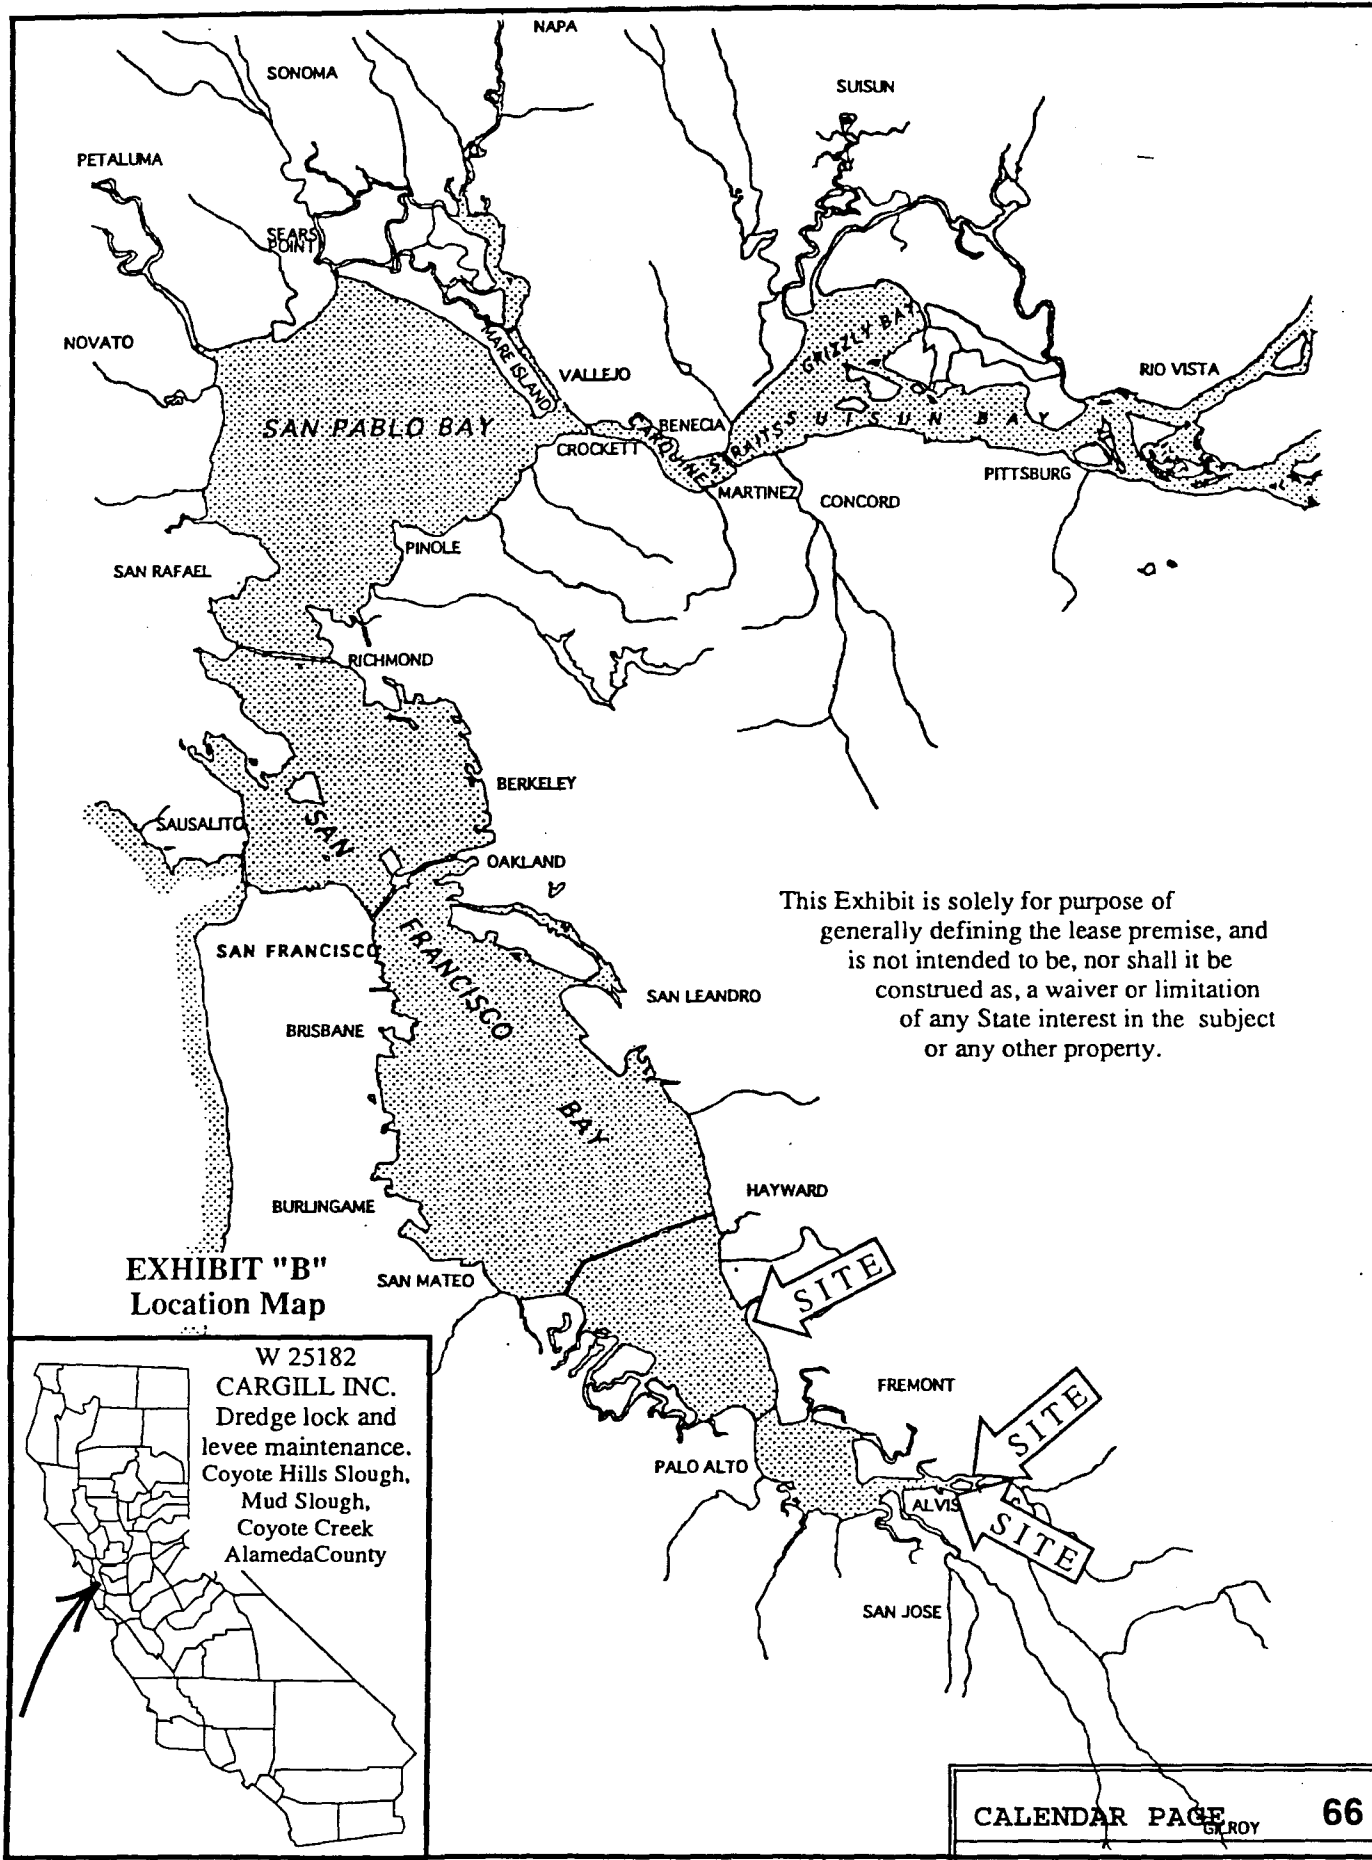 NAPA
SONOMA
SUISUN
PETALUMA
SEARS
POINT
NOVATO
MARE ISLAND
GRIZZLY BAY
RIO VISTA
VALLEJO
SAN PABLO BAY
BENECIA
SUISUN BAY
CARQUINEZ STRAITS
CROCKETT
PITTSBURG
MARTINEZ
CONCORD
PINOLE
SAN RAFAEL
RICHMOND
BERKELEY
SAUSALITO
SAN FRANCISCO BAY
OAKLAND
This Exhibit is solely for purpose of
generally defining the lease premise, and
is not intended to be, nor shall it be
construed as, a waiver or limitation
of any State interest in the subject
or any other property.
SAN FRANCISCO
SAN LEANDRO
BRISBANE
HAYWARD
BURLINGAME
SITE
EXHIBIT "B"
Location Map
SAN MATEO
W 25182
CARGILL INC.
Dredge lock and
levee maintenance.
Coyote Hills Slough,
Mud Slough,
Coyote Creek
AlamedaCounty
FREMONT
SITE
PALO ALTO
ALVIS
SITE
SAN JOSE
CALENDAR PAGE 66
GILROY